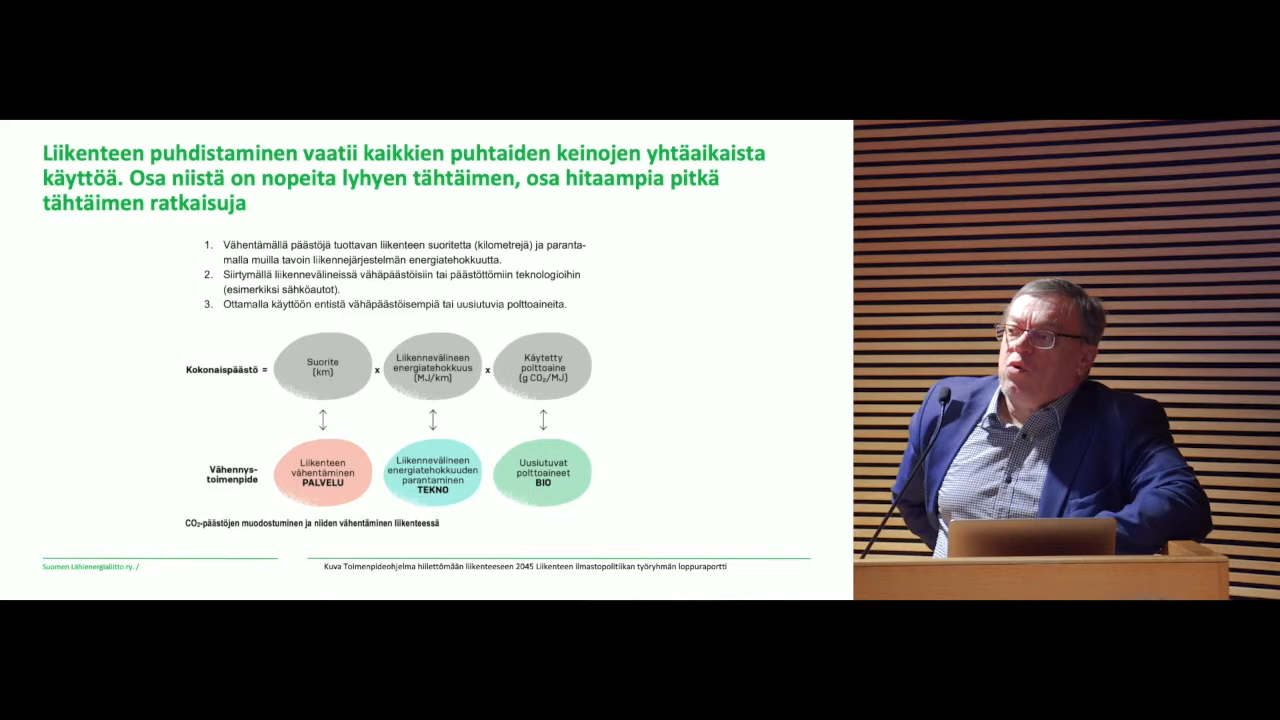 Liikenteen puhdistaminen vaatii kaikkien puhtaiden keinojen yhtäaikaista
käyttöä. Osa niistä on nopeita lyhyen tähtäimen, osa hitaampia pitkä
tähtäimen ratkaisuja
1. Vähentämällä päästöjä tuottavan liikenteen suoritetta (kilometrejä) ja paranta-
malla muilla tavoin liikennejärjestelmän energiatehokkuutta.
2. Siirtymällä liikennevälineissä vähäpäästöisiin tai päästöttömiin teknologioihin
(esimerkiksi sähköautot).
3. Ottamalla käyttöön entistä vähäpäästöisempiä tai uusiutuvia polttoaineita.
Kokonaispäästö =
Suorite
(km)
x
Liikennevälineen
energiatehokkuus
(MJ/km)
x
Käytetty
polttoaine
(g CO₂/MJ)
Vähennys-
toimenpide
Liikenteen
vähentäminen
PALVELU
Liikennevälineen
energiatehokkuuden
parantaminen
TEKNO
Uusiutuvat
polttoaineet
BIO
CO₂-päästöjen muodostuminen ja niiden vähentäminen liikenteessä
Suomen Lähienergialiitto ry. /
Kuva Toimenpideohjelma hiilettömään liikenteeseen 2045 Liikenteen ilmastopolitiikan työryhmän loppuraportti